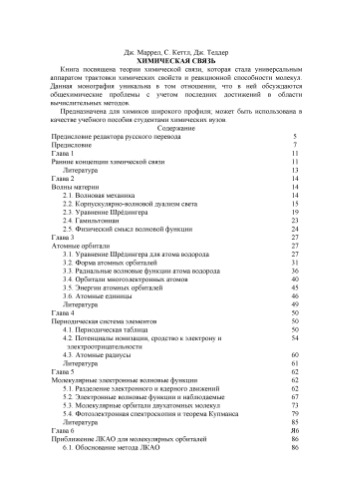 Дж. Маррел, С. Кеттл, Дж. Теддер
ХИМИЧЕСКАЯ СВЯЗЬ
Книга посвящена теории химической связи, которая стала универсальным
аппаратом трактовки химических свойств и реакционной способности молекул.
Данная монография уникальна в том отношении, что в ней обсуждаются
общехимические проблемы с учетом последних достижений в области
вычислительных методов.
Предназначена для химиков широкого профиля; может быть использована в
качестве учебного пособия студентами химических вузов.
Содержание
Предисловие редактора русского перевода 5
Предисловие 7
Глава 1 11
Ранние концепции химической связи 11
Литература 13
Глава 2 14
Волны материи 14
2.1. Волновая механика 14
2.2. Корпускулярно-волновой дуализм света 15
2.3. Уравнение Шрёдингера 19
2.4. Гамильтониан 23
2.5. Физический смысл волновой функции 24
Глава 3 27
Атомные орбитали 27
3.1. Уравнение Шрёдингера для атома водорода 27
3.2. Форма атомных орбиталей 31
3.3. Радиальные волновые функции атома водорода 36
3.4. Орбитали многоэлектронных атомов 40
3.5. Энергии атомных орбиталей 45
3.6. Атомные единицы 46
Литература 49
Глава 4 50
Периодическая система элементов 50
4.1. Периодическая таблица 50
4.2. Потенциалы ионизации, сродство к электрону и 54
электроотрицательности
4.3. Атомные радиусы 60
Литература 61
Глава 5 62
Молекулярные электронные волновые функции 62
5.1. Разделение электронного и ядерного движений 62
5.2. Электронные волновые функции и наблюдаемые 67
5.3. Молекулярные орбитали двухатомных молекул 73
5.4. Фотоэлектронная спектроскопия и теорема Купманса 79
Литература 85
Глава 6 Я6
Приближение ЛКАО для молекулярных орбиталей 86
6.1. Обоснование метода ЛКАО 86